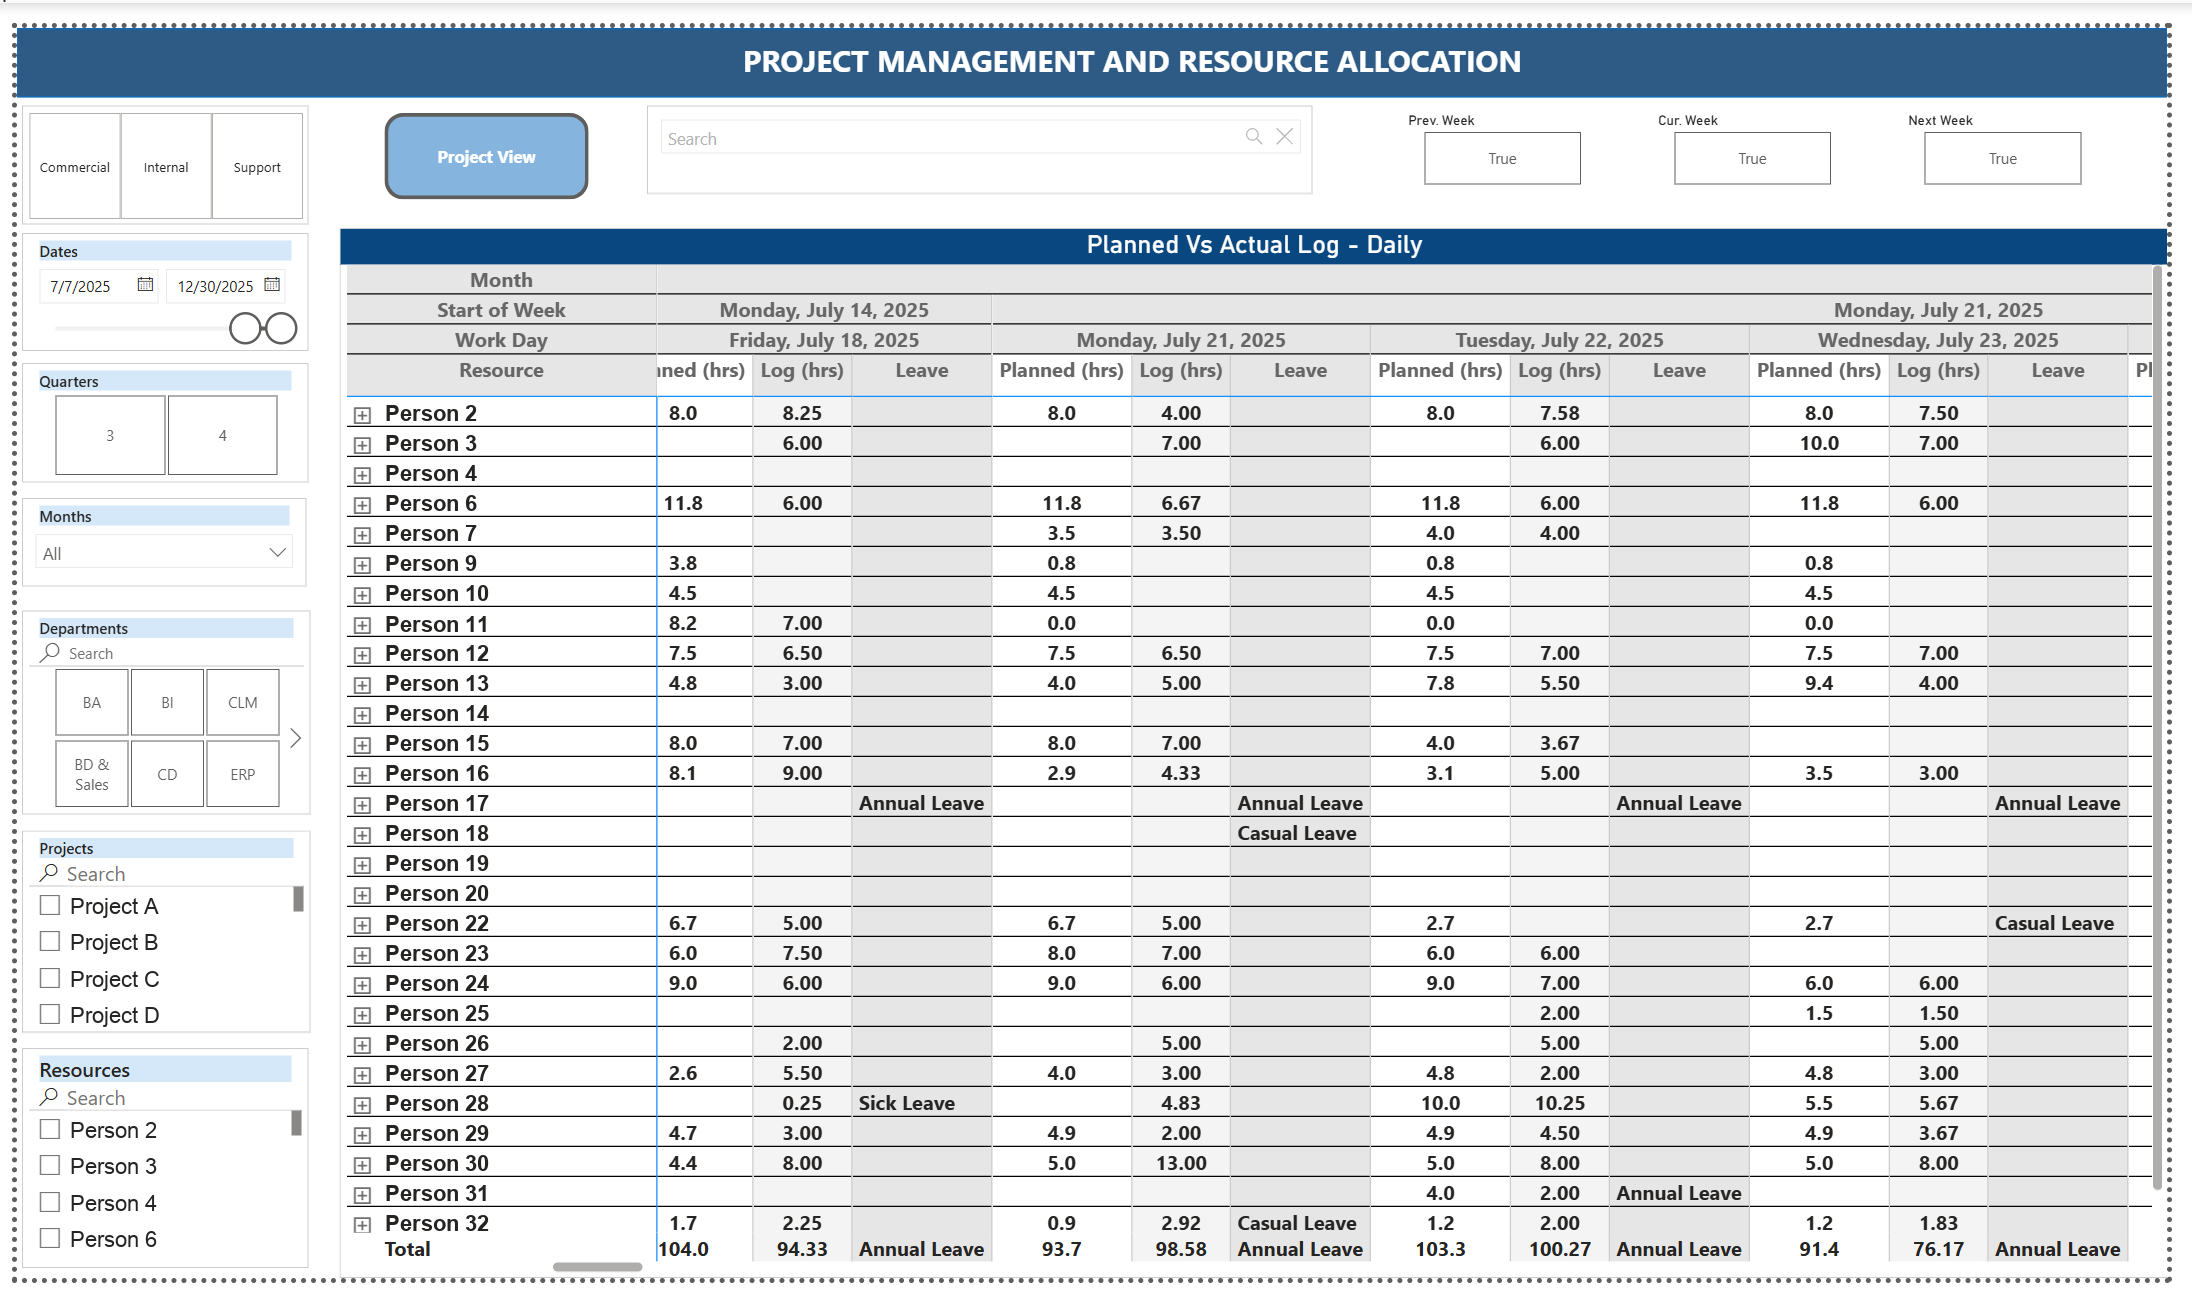 PROJECT MANAGEMENT AND RESOURCE ALLOCATION
Commercial Internal Support
Project View
Search
Prev. Week
True
Cur. Week
True
Next Week
True
Dates
7/7/2025 12/30/2025
Quarters
3 4
Months
All
Departments
Search
BA BI CLM
BD & Sales CD ERP
Projects
Search
Project A
Project B
Project C
Project D
Resources
Search
Person 2
Person 3
Person 4
Person 6
Planned Vs Actual Log - Daily
Month
Start of Week Monday, July 14, 2025 Monday, July 21, 2025
Work Day Friday, July 18, 2025 Monday, July 21, 2025 Tuesday, July 22, 2025 Wednesday, July 23, 2025
Resource nned (hrs) Log (hrs) Leave Planned (hrs) Log (hrs) Leave Planned (hrs) Log (hrs) Leave Planned (hrs) Log (hrs) Leave Pl
Person 2 8.0 8.25 8.0 4.00 8.0 7.58 8.0 7.50
Person 3 6.00 7.00 6.00 10.0 7.00
Person 4
Person 6 11.8 6.00 11.8 6.67 11.8 6.00 11.8 6.00
Person 7 3.5 3.50 4.0 4.00
Person 9 3.8 0.8 0.8 0.8
Person 10 4.5 4.5 4.5 4.5
Person 11 8.2 7.00 0.0 0.0 0.0
Person 12 7.5 6.50 7.5 6.50 7.5 7.00 7.5 7.00
Person 13 4.8 3.00 4.0 5.00 7.8 5.50 9.4 4.00
Person 14
Person 15 8.0 7.00 8.0 7.00 4.0 3.67
Person 16 8.1 9.00 2.9 4.33 3.1 5.00 3.5 3.00
Person 17 Annual Leave Annual Leave Annual Leave Annual Leave
Person 18 Casual Leave
Person 19
Person 20
Person 22 6.7 5.00 6.7 5.00 2.7 2.7 Casual Leave
Person 23 6.0 7.50 8.0 7.00 6.0 6.00
Person 24 9.0 6.00 9.0 6.00 9.0 7.00 6.0 6.00
Person 25 2.00 1.5 1.50
Person 26 2.00 5.00 5.00 5.00
Person 27 2.6 5.50 4.0 3.00 4.8 2.00 4.8 3.00
Person 28 0.25 Sick Leave 4.83 10.0 10.25 5.5 5.67
Person 29 4.7 3.00 4.9 2.00 4.9 4.50 4.9 3.67
Person 30 4.4 8.00 5.0 13.00 5.0 8.00 5.0 8.00
Person 31 4.0 2.00 Annual Leave
Person 32 1.7 2.25 0.9 2.92 Casual Leave 1.2 2.00 1.2 1.83
Total 104.0 94.33 Annual Leave 93.7 98.58 Annual Leave 103.3 100.27 Annual Leave 91.4 76.17 Annual Leave